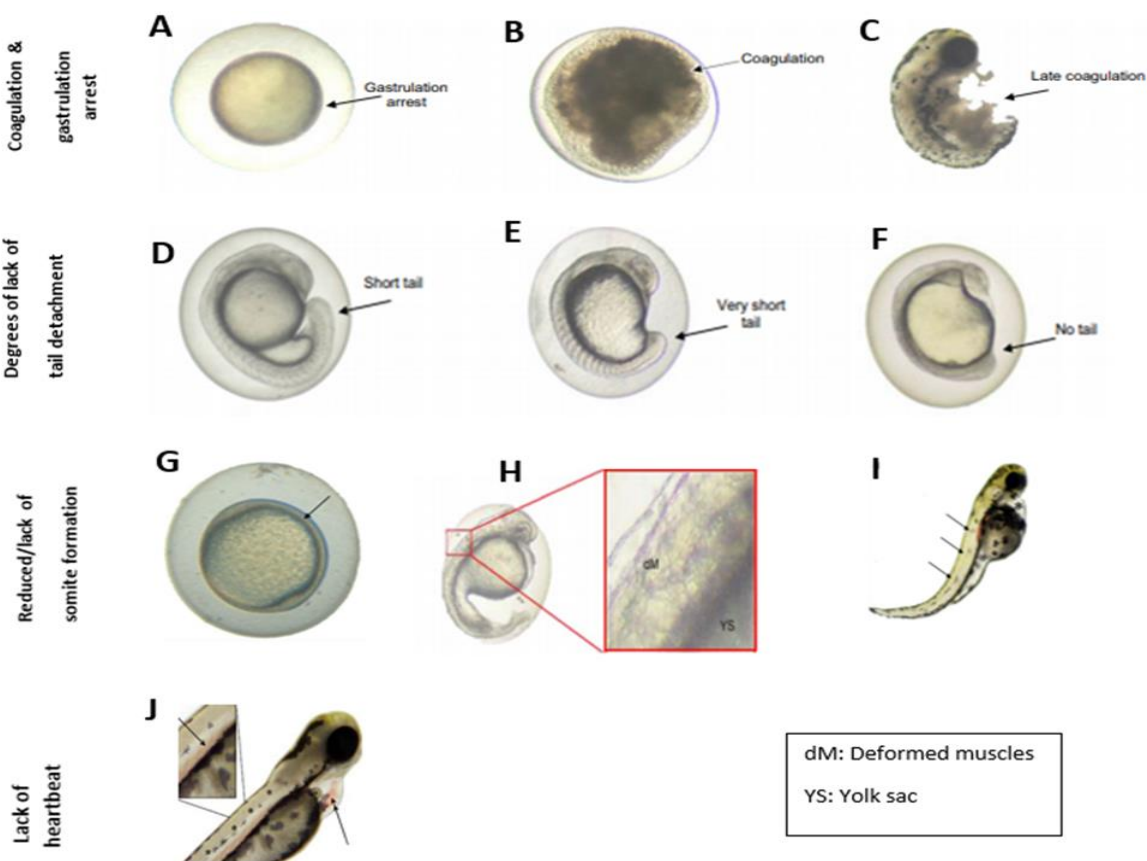 Coagulation &
gastrulation
arrest
A
Gastrulation
arrest
B
Coagulation
C
Late coagulation
Degrees of lack of
tail detachment
D
Short tail
E
Very short
tail
F
No tail
Reduced/lack of
somite formation
G
H
dM
YS
I
Lack of
heartbeat
J
dM: Deformed muscles
YS: Yolk sac